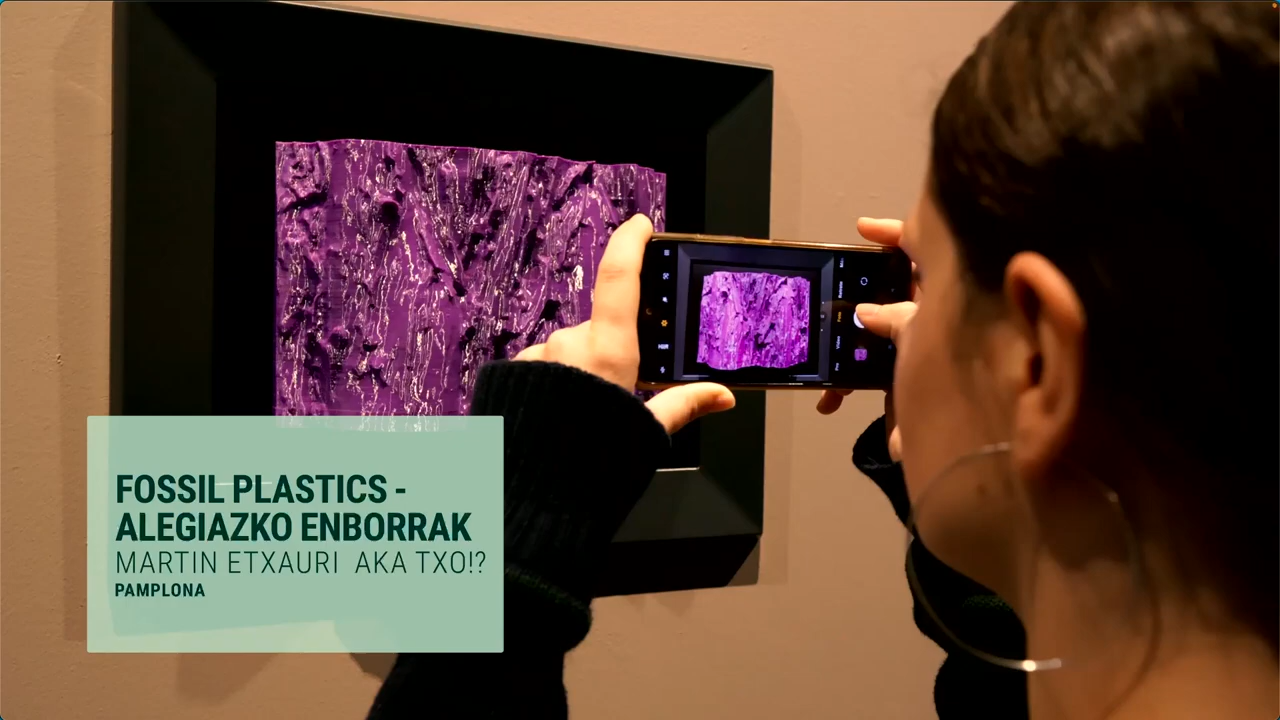 FOSSIL PLASTICS -
ALEGIAZKO ENBORRAK
MARTIN ETXAURI AKA TXO!?
PAMPLONA